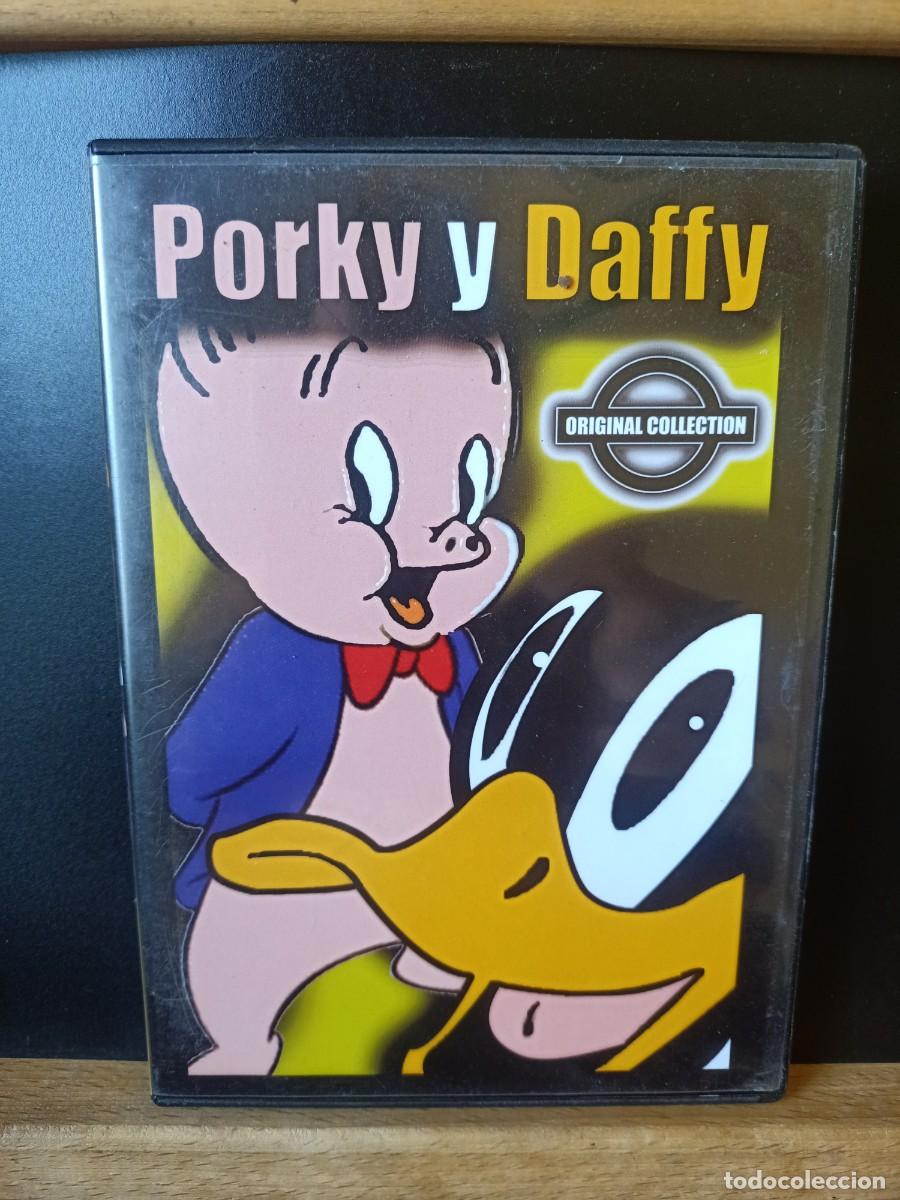 Porky y Daffy
ORIGINAL COLLECTION
todocoleccion